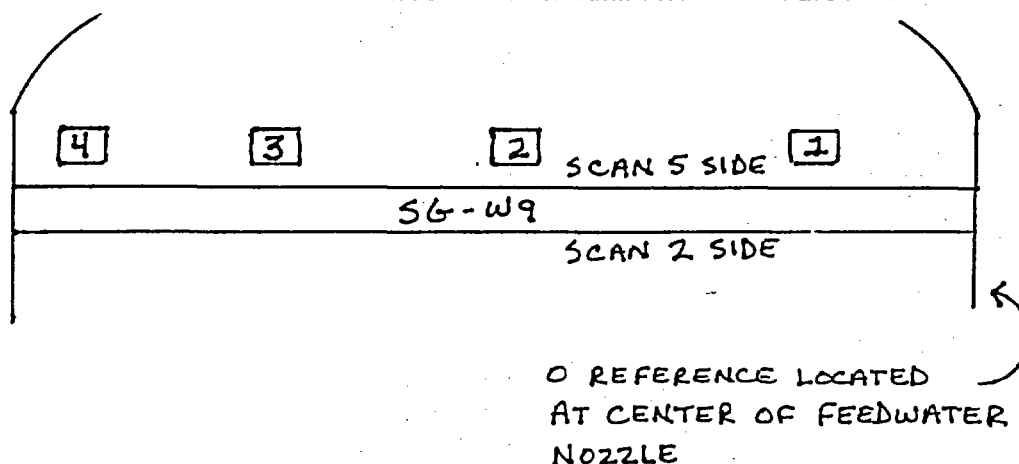 4 3 2 1
SCAN 5 SIDE
SG-W9
SCAN 2 SIDE
0 REFERENCE LOCATED
AT CENTER OF FEEDWATER
NOZZLE